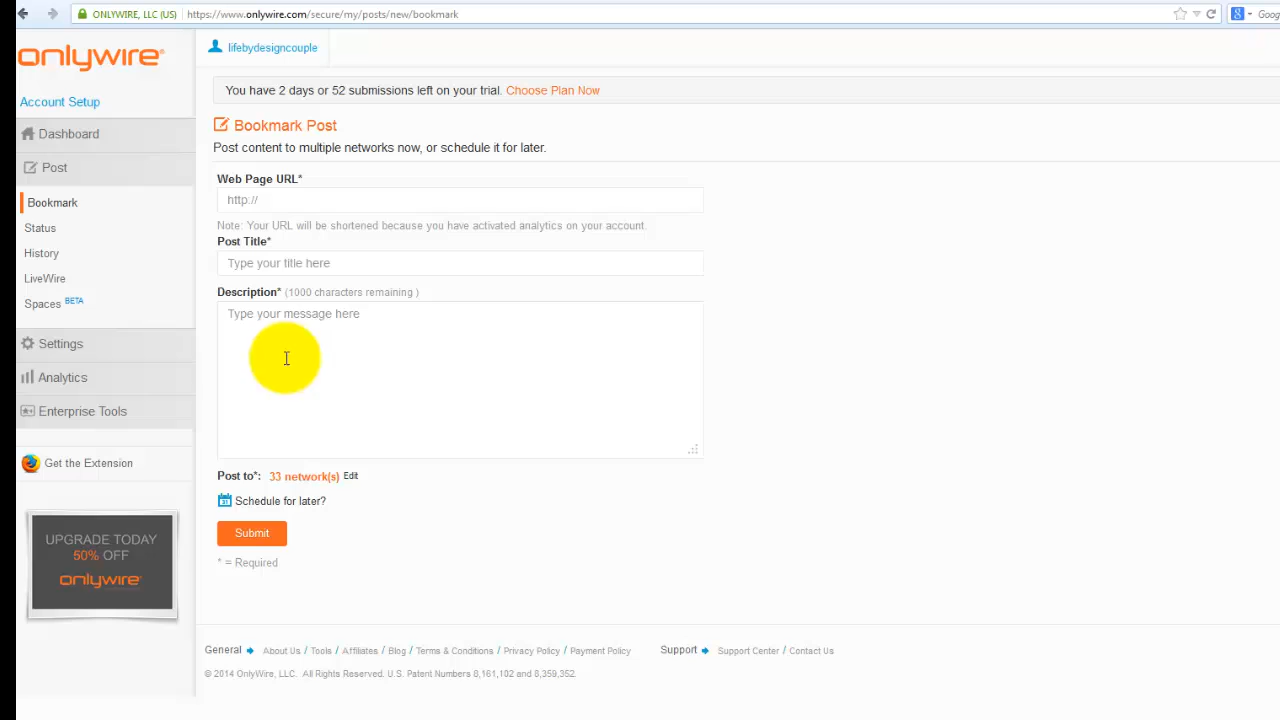 ONLYWIRE, LLC (US) https://www.onlywire.com/secure/my/posts/new/bookmark
Goog
onlywire®
lifebydesigncouple
You have 2 days or 52 submissions left on your trial. Choose Plan Now
Account Setup
Dashboard
Post
Bookmark
Status
History
LiveWire
Spaces BETA
Settings
Analytics
Enterprise Tools
Get the Extension
UPGRADE TODAY
50% OFF
onlywire
Bookmark Post
Post content to multiple networks now, or schedule it for later.
Web Page URL*
http://
Note: Your URL will be shortened because you have activated analytics on your account.
Post Title*
Type your title here
Description* (1000 characters remaining )
Type your message here
Post to*: 33 network(s) Edit
Schedule for later?
Submit
* = Required
General About Us / Tools / Affiliates / Blog / Terms & Conditions / Privacy Policy / Payment Policy Support Support Center / Contact Us
© 2014 OnlyWire, LLC. All Rights Reserved. U.S. Patent Numbers 8,161,102 and 8,359,352.